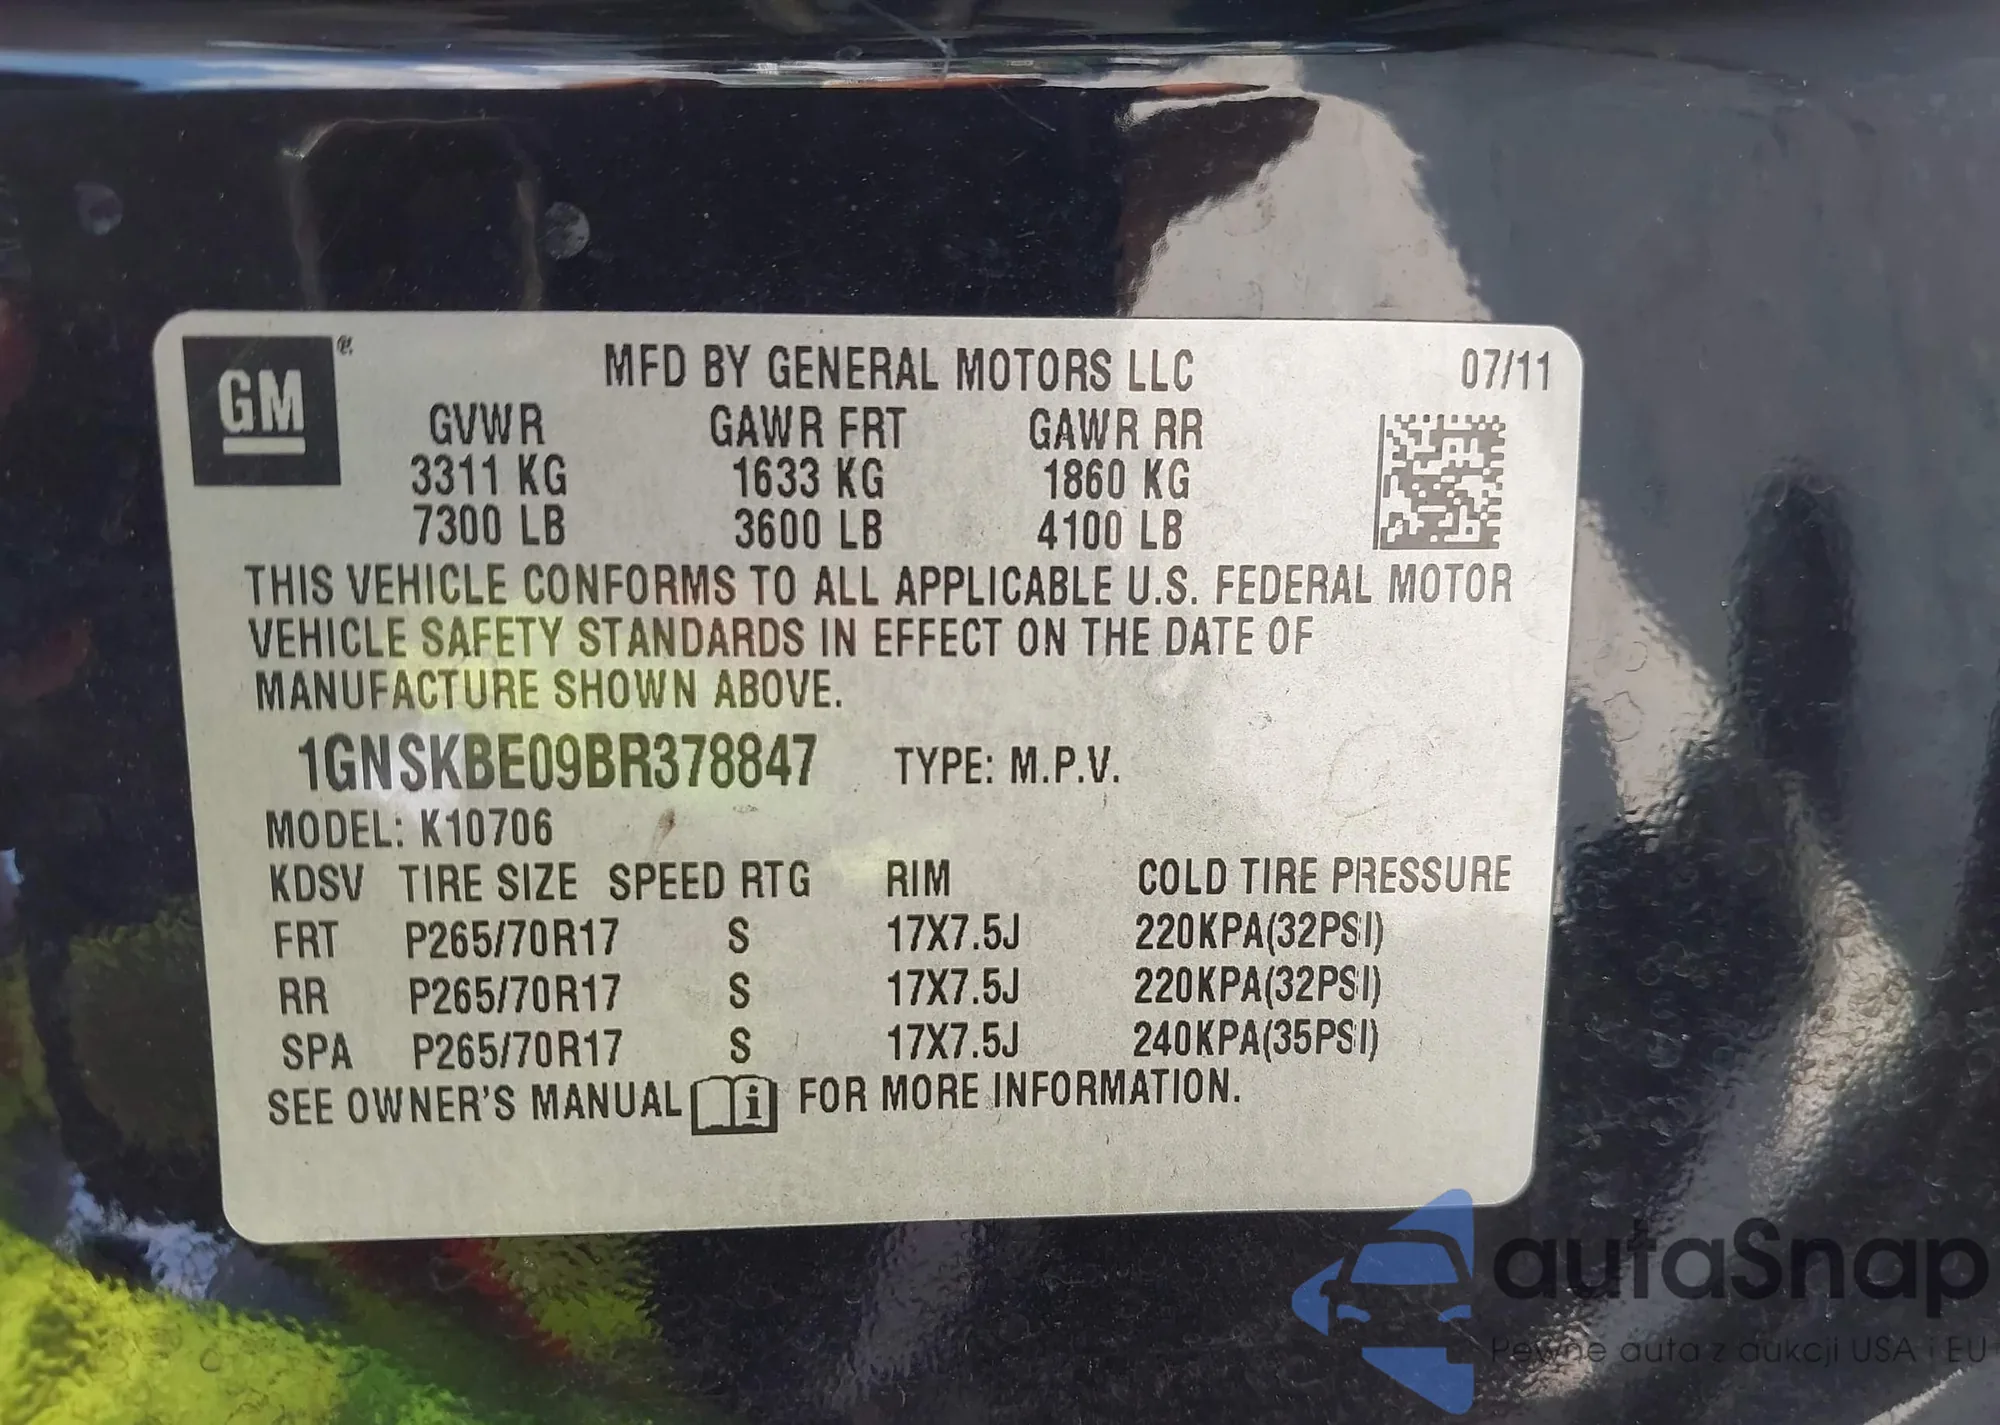 GM
MFD BY GENERAL MOTORS LLC 07/11
GVWR GAWR FRT GAWR RR
3311 KG 1633 KG 1860 KG
7300 LB 3600 LB 4100 LB
THIS VEHICLE CONFORMS TO ALL APPLICABLE U.S. FEDERAL MOTOR
VEHICLE SAFETY STANDARDS IN EFFECT ON THE DATE OF
MANUFACTURE SHOWN ABOVE.
1GNSKBE09BR378847 TYPE: M.P.V.
MODEL: K10706
KDSV TIRE SIZE SPEED RTG RIM COLD TIRE PRESSURE
FRT P265/70R17 S 17X7.5J 220KPA(32PSI)
RR P265/70R17 S 17X7.5J 220KPA(32PSI)
SPA P265/70R17 S 17X7.5J 240KPA(35PSI)
SEE OWNER'S MANUAL i FOR MORE INFORMATION.
autaSnap
Pewne auta z aukcji USA i EU